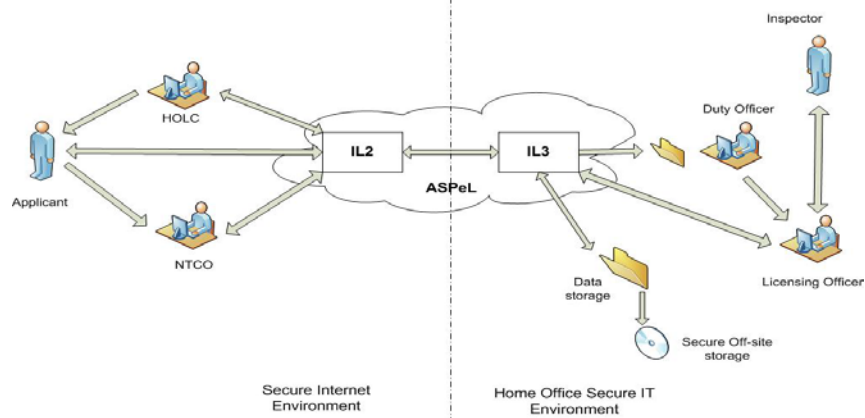 Inspector
HOLC
Duty Officer
IL2
IL3
ASPeL
Applicant
NTCO
Data
storage
Licensing Officer
Secure Off-site
storage
Secure Internet
Environment
Home Office Secure IT
Environment